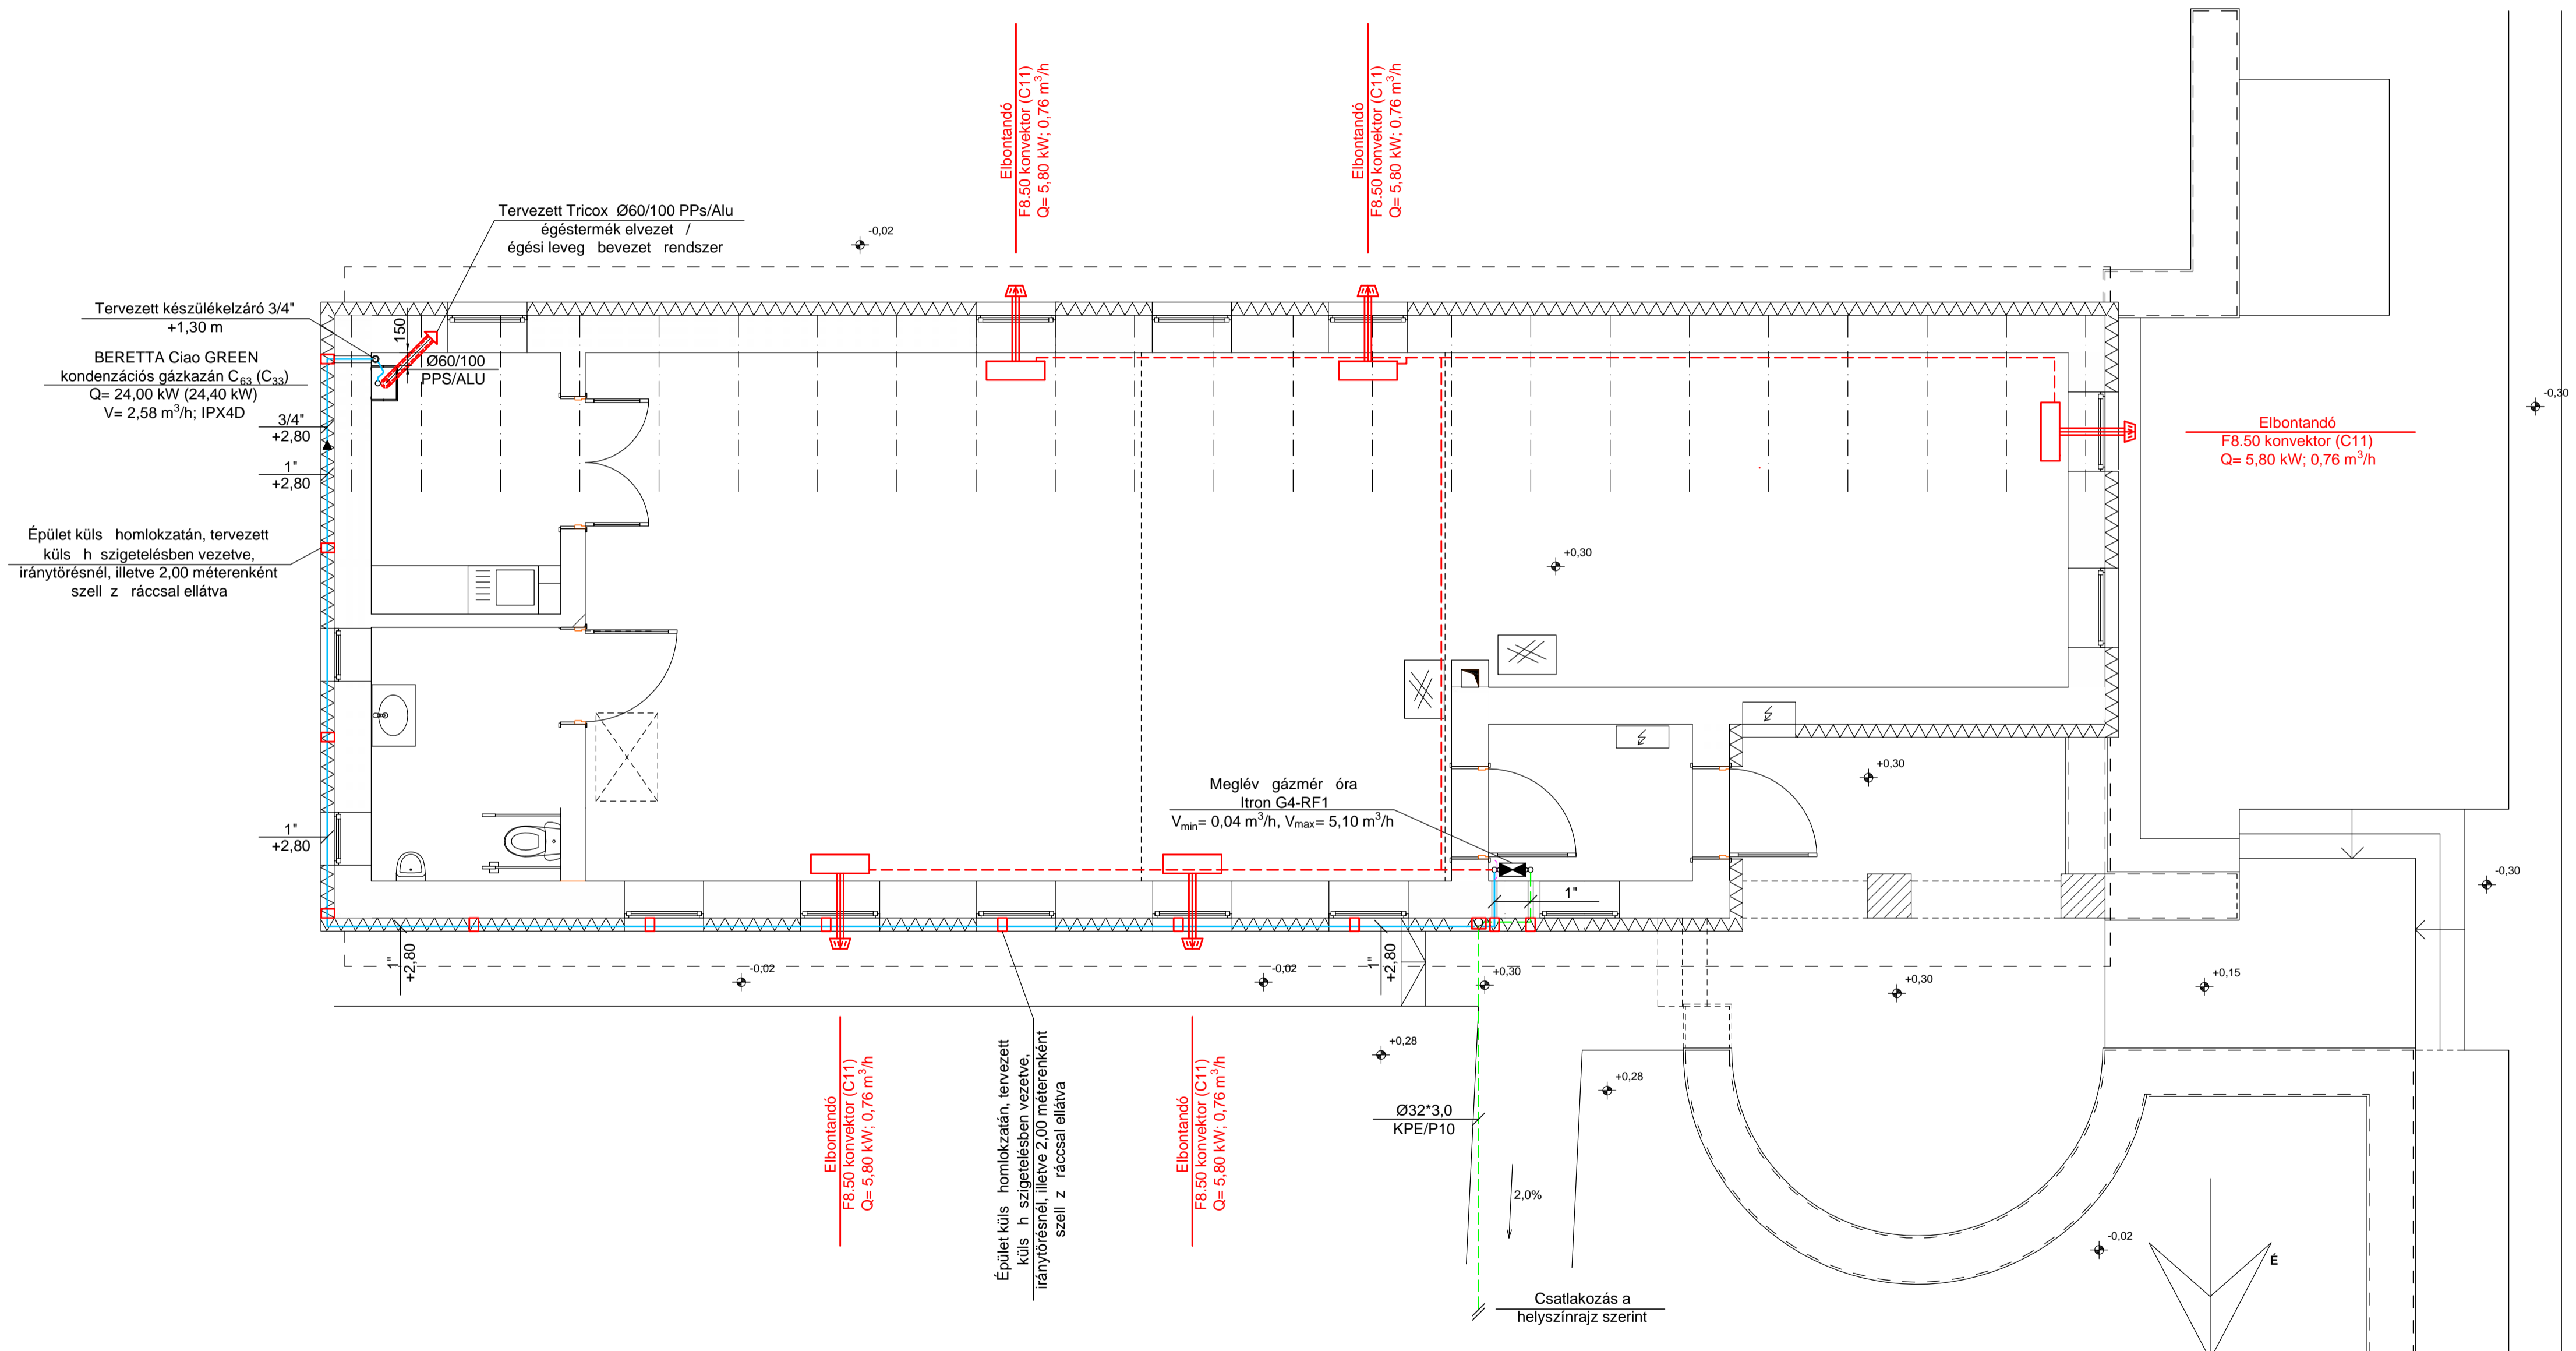 Elbontandó
F8.50 konvektor (C11)
Q= 5,80 kW; 0,76 m³/h
Elbontandó
F8.50 konvektor (C11)
Q= 5,80 kW; 0,76 m³/h
Tervezett Tricox Ø60/100 PPs/Alu
égéstermék elvezet /
égési leveg bevezet rendszer
-0,02
Tervezett készülékelzáró 3/4"
+1,30 m
150
Ø60/100
PPS/ALU
BERETTA Ciao GREEN
kondenzációs gázkazán C₆₃ (C₃₃)
Q= 24,00 kW (24,40 kW)
V= 2,58 m³/h; IPX4D
3/4"
+2,80
1"
+2,80
-0,30
Elbontandó
F8.50 konvektor (C11)
Q= 5,80 kW; 0,76 m³/h
Épület küls homlokzatán, tervezett
küls h szigetelésben vezetve,
iránytörésnél, illetve 2,00 méterenként
szell z ráccsal ellátva
+0,30
+0,30
Meglév gázmér óra
Itron G4-RF1
Vmin= 0,04 m³/h, Vmax= 5,10 m³/h
1"
+2,80
1"
-0,30
1"
+2,80
-0,02
-0,02
1"
+2,80
+0,30
+0,30
+0,15
Elbontandó
F8.50 konvektor (C11)
Q= 5,80 kW; 0,76 m³/h
Épület küls homlokzatán, tervezett
küls h szigetelésben vezetve,
iránytörésnél, illetve 2,00 méterenként
szell z ráccsal ellátva
Elbontandó
F8.50 konvektor (C11)
Q= 5,80 kW; 0,76 m³/h
+0,28
+0,28
Ø32*3,0
KPE/P10
2,0%
-0,02
É
Csatlakozás a
helyszínrajz szerint